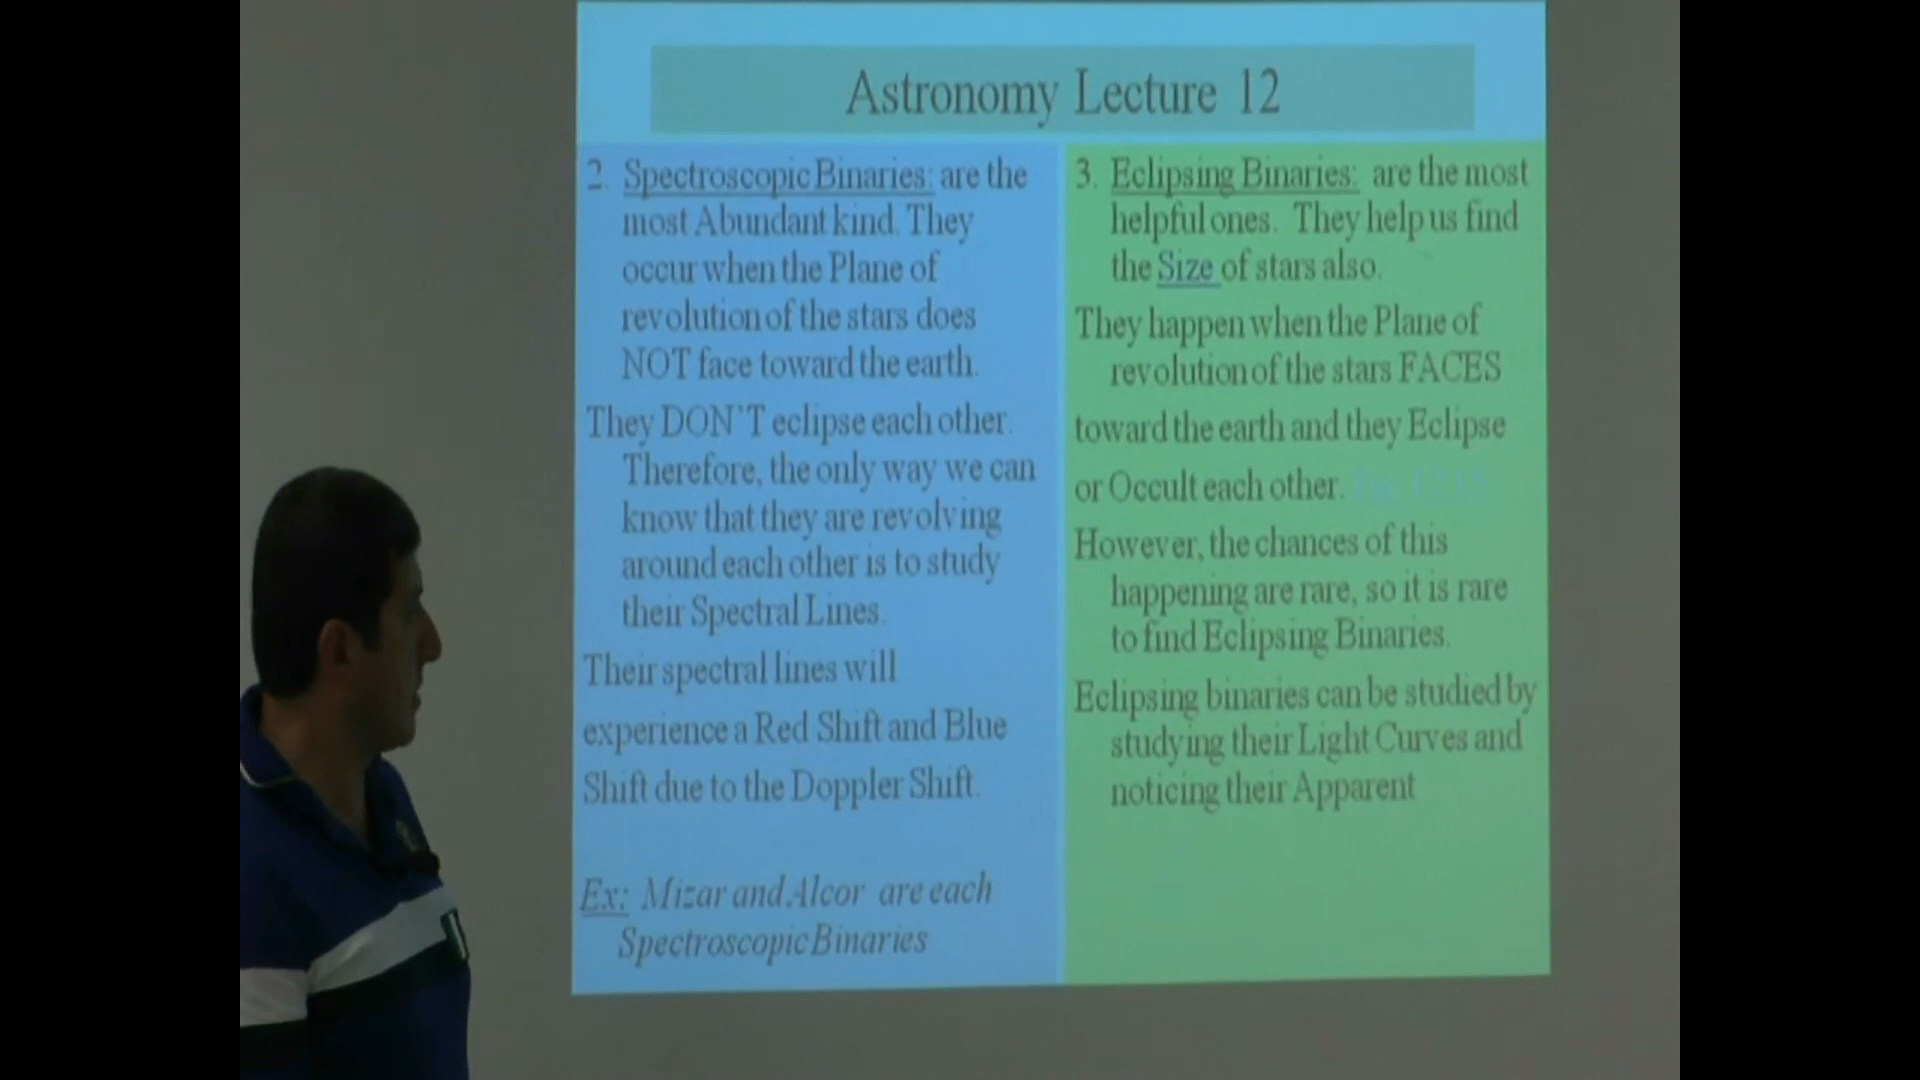 Astronomy Lecture 12
2. Spectroscopic Binaries: are the
most Abundant kind. They
occur when the Plane of
revolution of the stars does
NOT face toward the earth.
They DON'T eclipse each other.
Therefore, the only way we can
know that they are revolving
around each other is to study
their Spectral Lines.
Their spectral lines will
experience a Red Shift and Blue
Shift due to the Doppler Shift.
Ex: Mizar and Alcor are each
Spectroscopic Binaries
3. Eclipsing Binaries: are the most
helpful ones. They help us find
the Size of stars also.
They happen when the Plane of
revolution of the stars FACES
toward the earth and they Eclipse
or Occult each other.
However, the chances of this
happening are rare, so it is rare
to find Eclipsing Binaries.
Eclipsing binaries can be studied by
studying their Light Curves and
noticing their Apparent